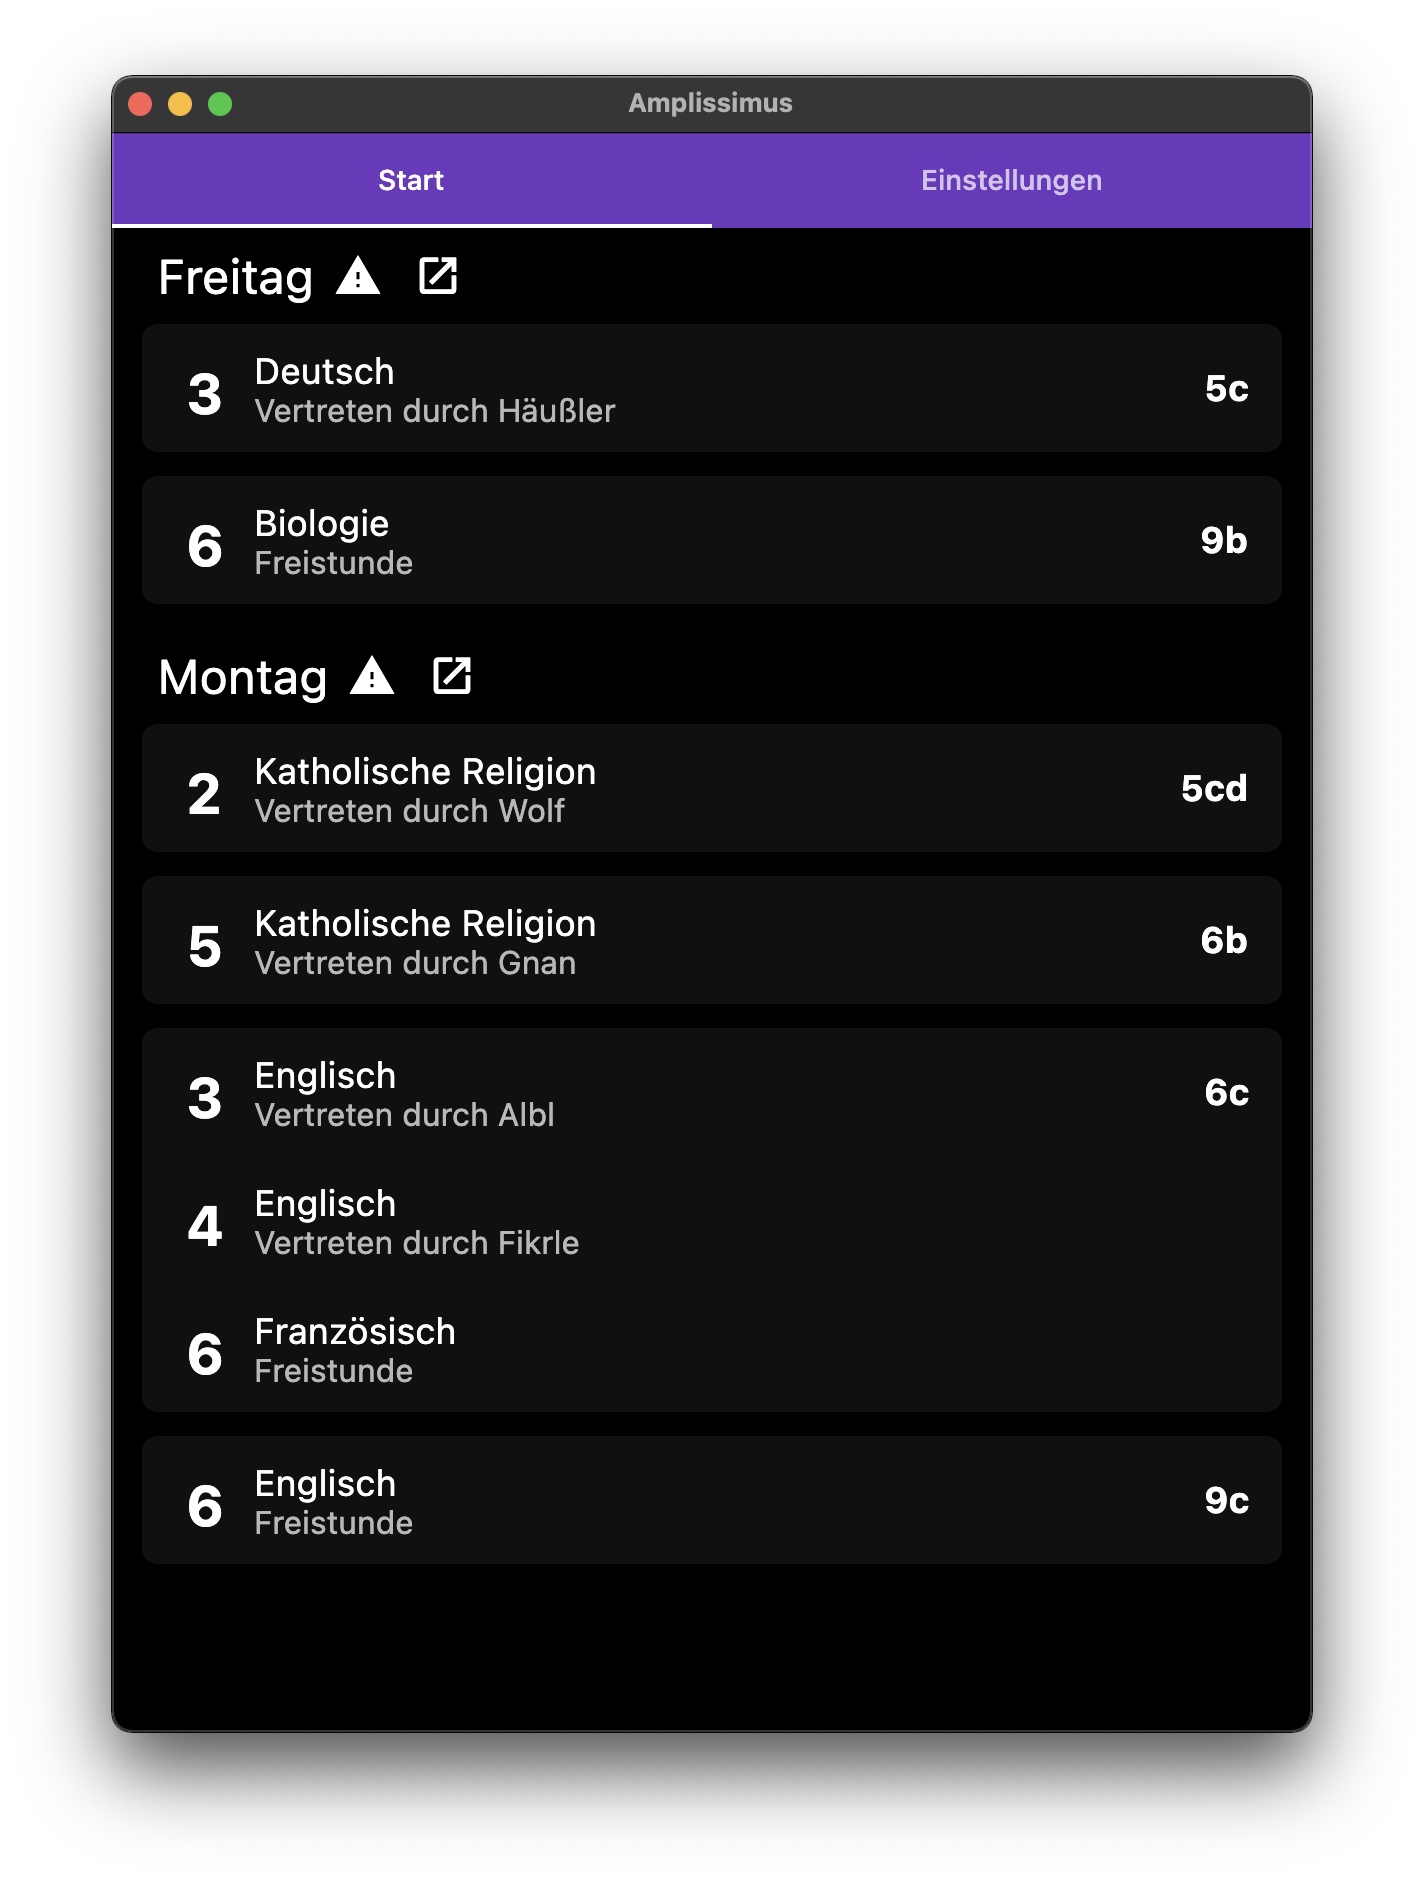 Amplissimus
Start
Einstellungen
Freitag
3
Deutsch
Vertreten durch Häußler
5c
6
Biologie
Freistunde
9b
Montag
2
Katholische Religion
Vertreten durch Wolf
5cd
5
Katholische Religion
Vertreten durch Gnan
6b
3
Englisch
Vertreten durch Albl
6c
4
Englisch
Vertreten durch Fikrle
6
Französisch
Freistunde
6
Englisch
Freistunde
9c